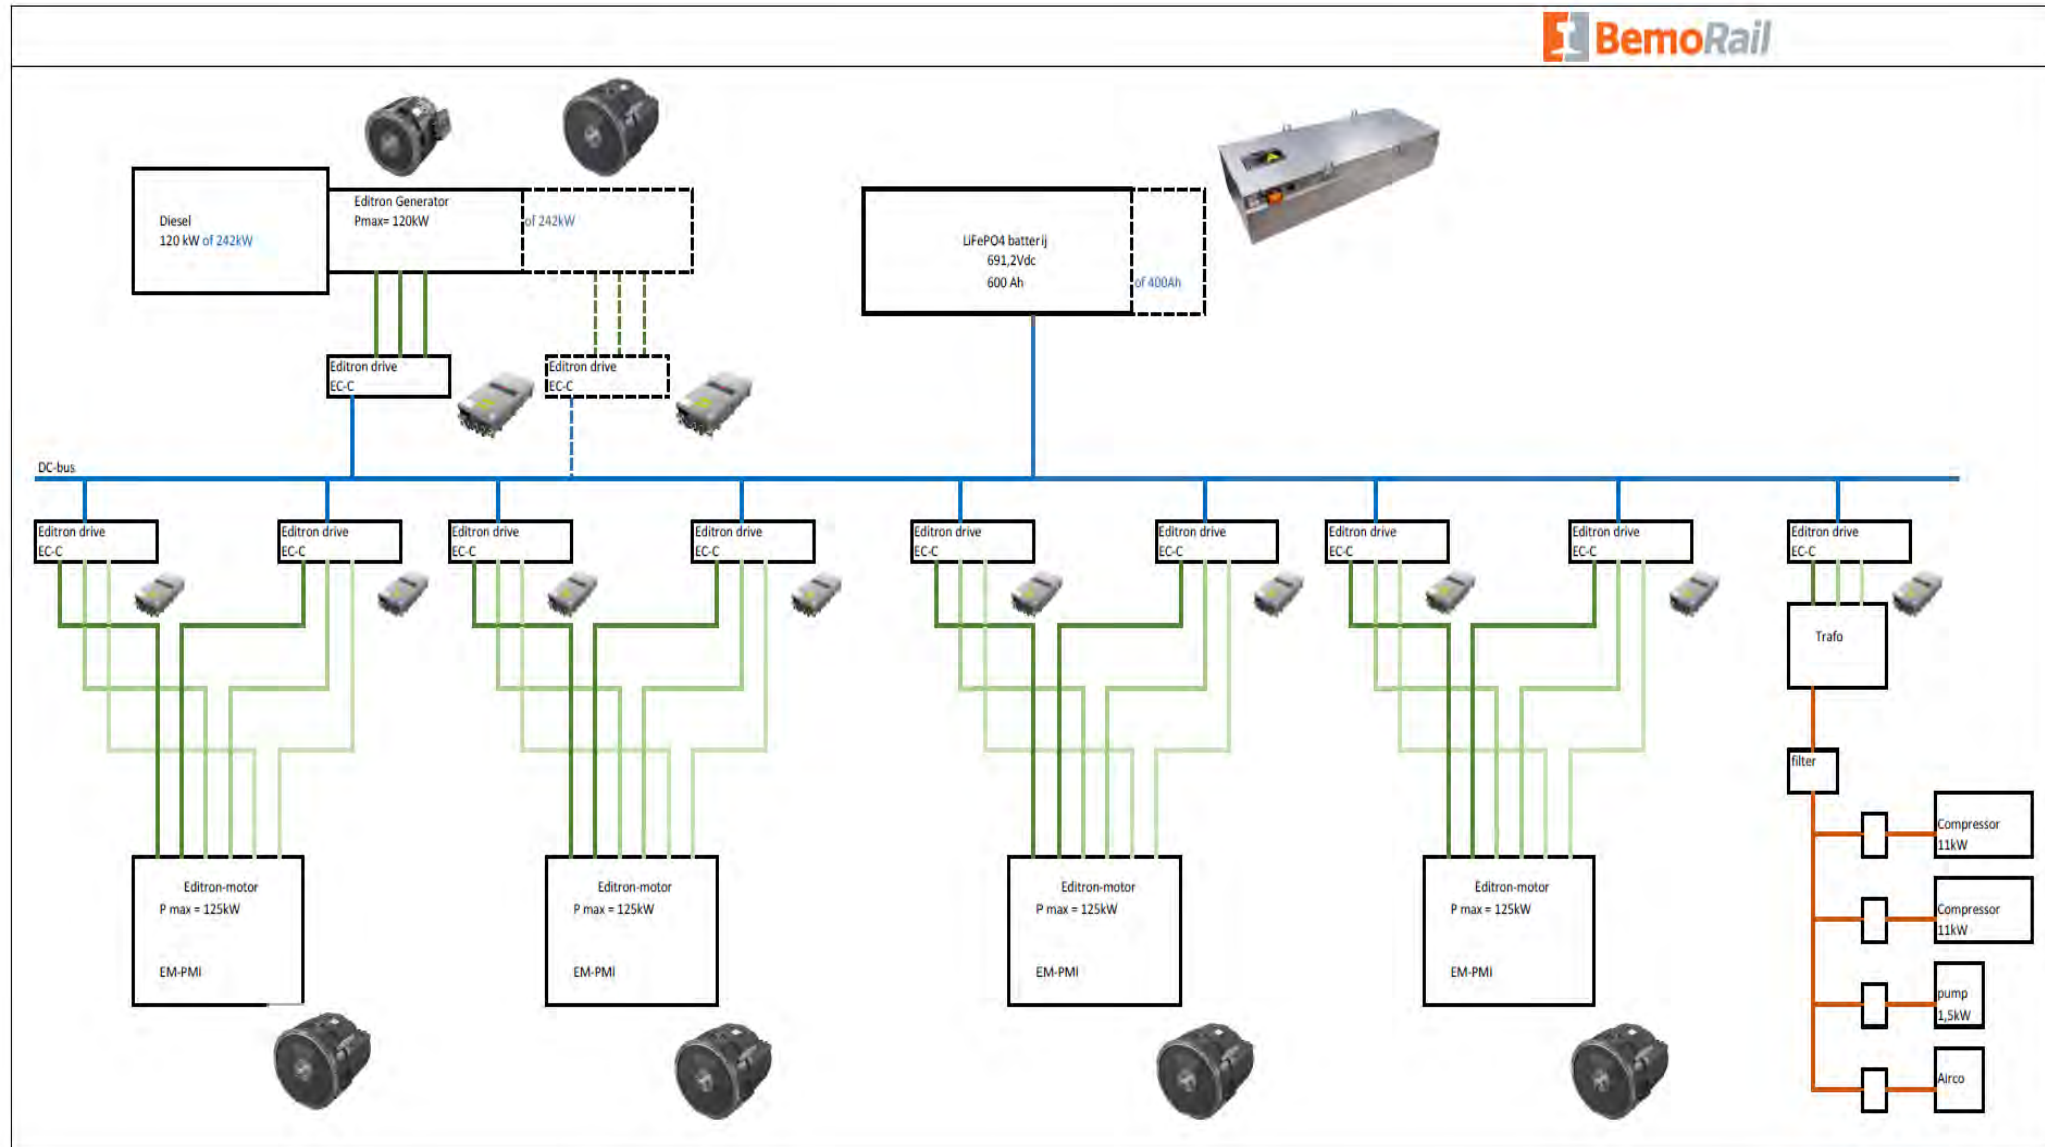 BemoRail
Diesel
120 kW of 242kW
Editron Generator
Pmax= 120kW
of 242kW
LiFePO4 batterij
691,2Vdc
600 Ah
of 400Ah
Editron drive
EC-C
Editron drive
EC-C
DC-bus
Editron drive
EC-C
Editron drive
EC-C
Editron drive
EC-C
Editron drive
EC-C
Editron drive
EC-C
Editron drive
EC-C
Editron drive
EC-C
Editron drive
EC-C
Editron drive
EC-C
Trafo
filter
Compressor
11kW
Compressor
11kW
pump
1,5kW
Airco
Editron-motor
P max = 125kW
EM-PMI
Editron-motor
P max = 125kW
EM-PMI
Editron-motor
P max = 125kW
EM-PMI
Editron-motor
P max = 125kW
EM-PMI